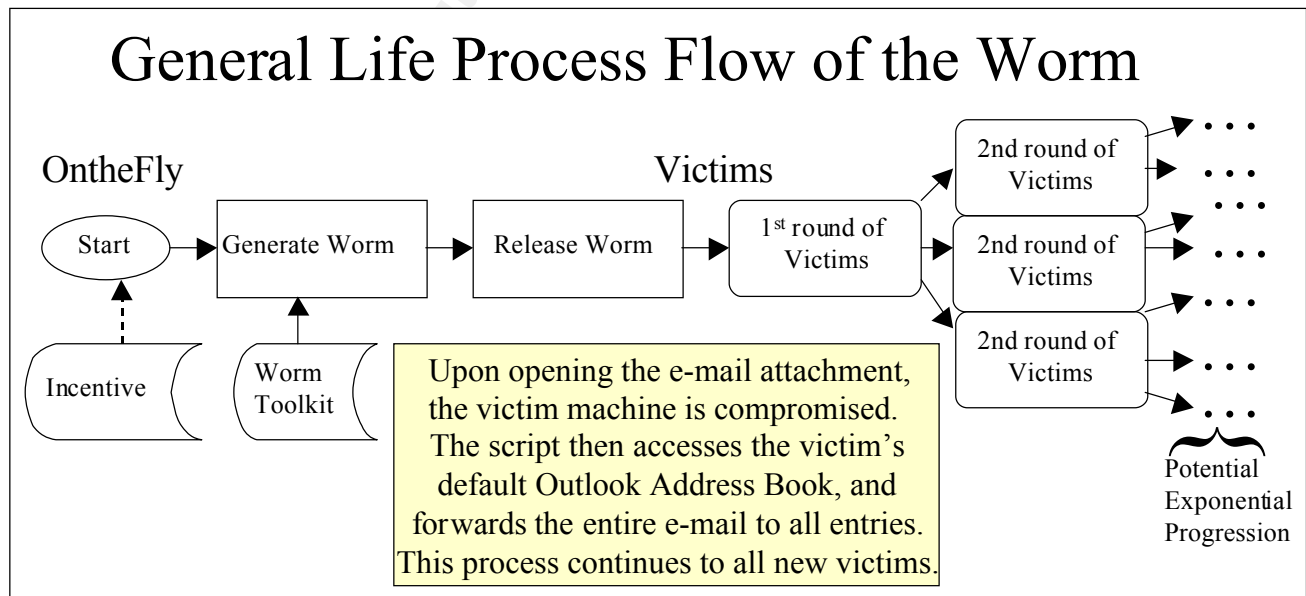 General Life Process Flow of the Worm
OntheFly
Victims
Start
Generate Worm
Release Worm
1st round of
Victims
2nd round of
Victims
2nd round of
Victims
2nd round of
Victims
• • •
• • •
• • •
• • •
• • •
• • •
• • •
Incentive
Worm
Toolkit
Upon opening the e-mail attachment,
the victim machine is compromised.
The script then accesses the victim’s
default Outlook Address Book, and
forwards the entire e-mail to all entries.
This process continues to all new victims.
Potential
Exponential
Progression